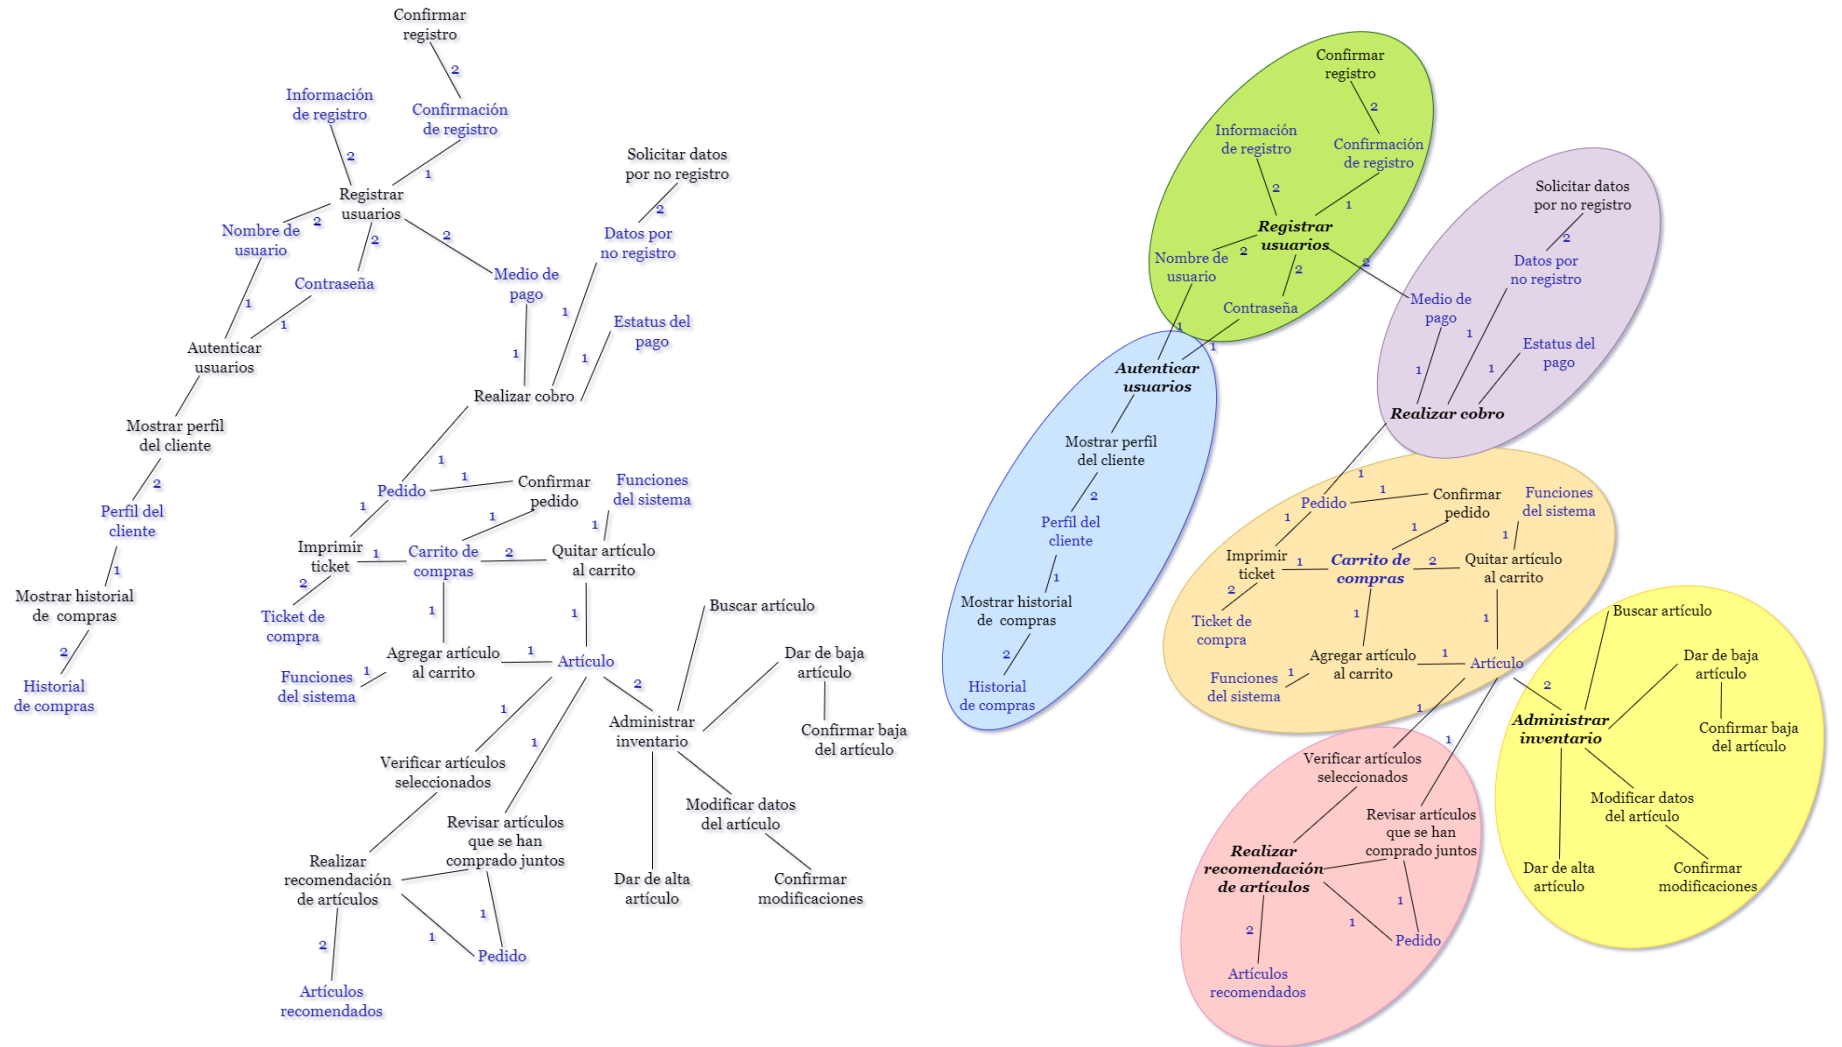 Confirmar
registro
2
Información
de registro
Confirmación
de registro
2
1
Solicitar datos
por no registro
Registrar
usuarios
2
2
2
2
Nombre de
usuario
Datos por
no registro
Contraseña
Medio de
pago
1
1
1
Estatus del
pago
Autenticar
usuarios
1
1
Realizar cobro
Mostrar perfil
del cliente
1
2
Pedido
1
Confirmar
pedido
Funciones
del sistema
Perfil del
cliente
1
1
1
Imprimir
ticket
1
Carrito de
compras
2
Quitar artículo
al carrito
1
2
Mostrar historial
de compras
Ticket de
compra
1
1
Buscar artículo
2
Agregar artículo
al carrito
1
Artículo
Dar de baja
artículo
Funciones
del sistema
1
2
Historial
de compras
1
Administrar
inventario
Confirmar baja
del artículo
1
Verificar artículos
seleccionados
Modificar datos
del artículo
Revisar artículos
que se han
comprado juntos
Realizar
recomendación
de artículos
Dar de alta
artículo
Confirmar
modificaciones
1
2
1
Pedido
Artículos
recomendados
Confirmar
registro
2
Información
de registro
Confirmación
de registro
2
1
Solicitar datos
por no registro
Registrar
usuarios
2
2
2
2
Nombre de
usuario
Datos por
no registro
Contraseña
Medio de
pago
1
1
1
Estatus del
pago
Autenticar
usuarios
1
1
Realizar cobro
Mostrar perfil
del cliente
1
2
Pedido
1
Confirmar
pedido
Funciones
del sistema
Perfil del
cliente
1
1
1
Imprimir
ticket
1
Carrito de
compras
2
Quitar artículo
al carrito
1
2
Mostrar historial
de compras
Ticket de
compra
1
1
Buscar artículo
2
Agregar artículo
al carrito
1
Artículo
Dar de baja
artículo
Funciones
del sistema
1
2
Historial
de compras
1
Administrar
inventario
Confirmar baja
del artículo
1
Verificar artículos
seleccionados
Modificar datos
del artículo
Revisar artículos
que se han
comprado juntos
Realizar
recomendación
de artículos
Dar de alta
artículo
Confirmar
modificaciones
1
2
1
Pedido
Artículos
recomendados